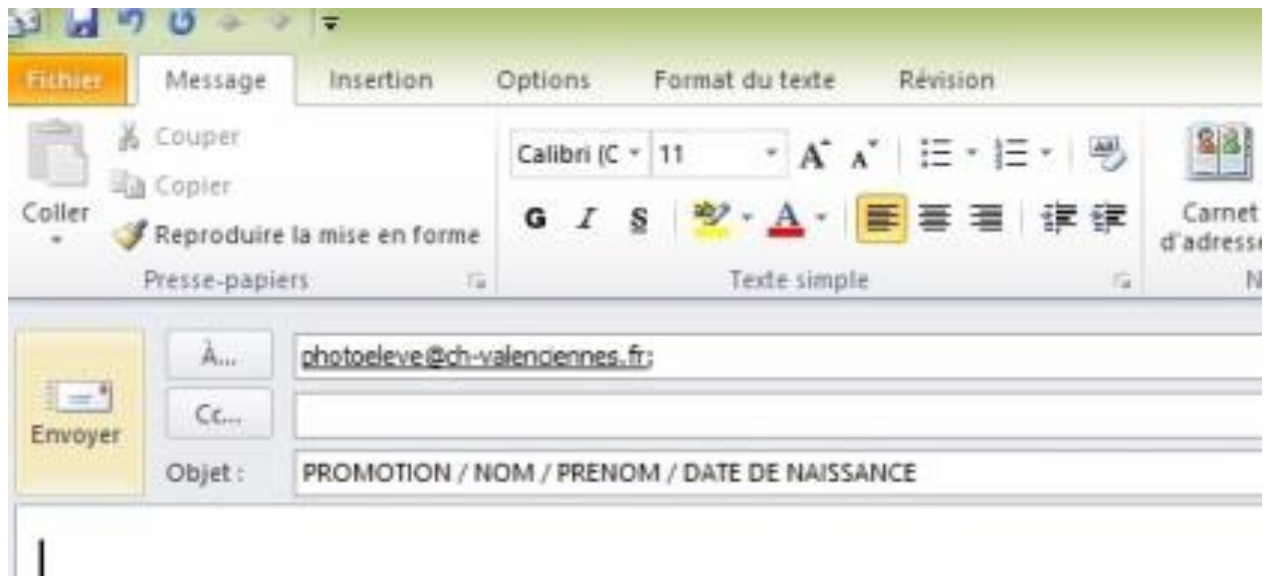 Fichier Message Insertion Options Format du texte Révision
Couper
Copier
Coller
Reproduire la mise en forme
Presse-papiers
Calibri (C 11
G I S
Texte simple
Carnet
d'adresse
N
À...
photoeleve@ch-valenciennes.fr;
Cc...
Envoyer
Objet :
PROMOTION / NOM / PRENOM / DATE DE NAISSANCE